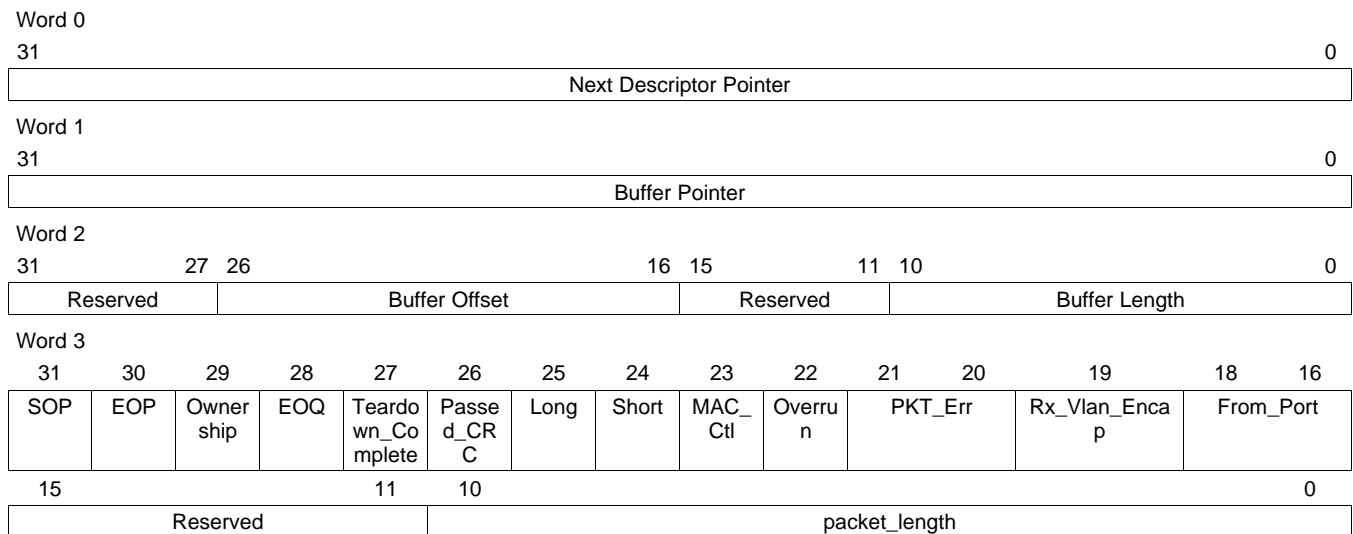 Word 0
31 0
Next Descriptor Pointer
Word 1
31 0
Buffer Pointer
Word 2
31 27 26 16 15 11 10 0
Reserved Buffer Offset Reserved Buffer Length
Word 3
31 30 29 28 27 26 25 24 23 22 21 20 19 18 16
SOP EOP Owner EOQ Teardo Passe Long Short MAC_ Overru PKT_Err Rx_Vlan_Enca From_Port
ship wn_Co d_CR Ctl n p
mplete C
15 11 10 0
Reserved packet_length